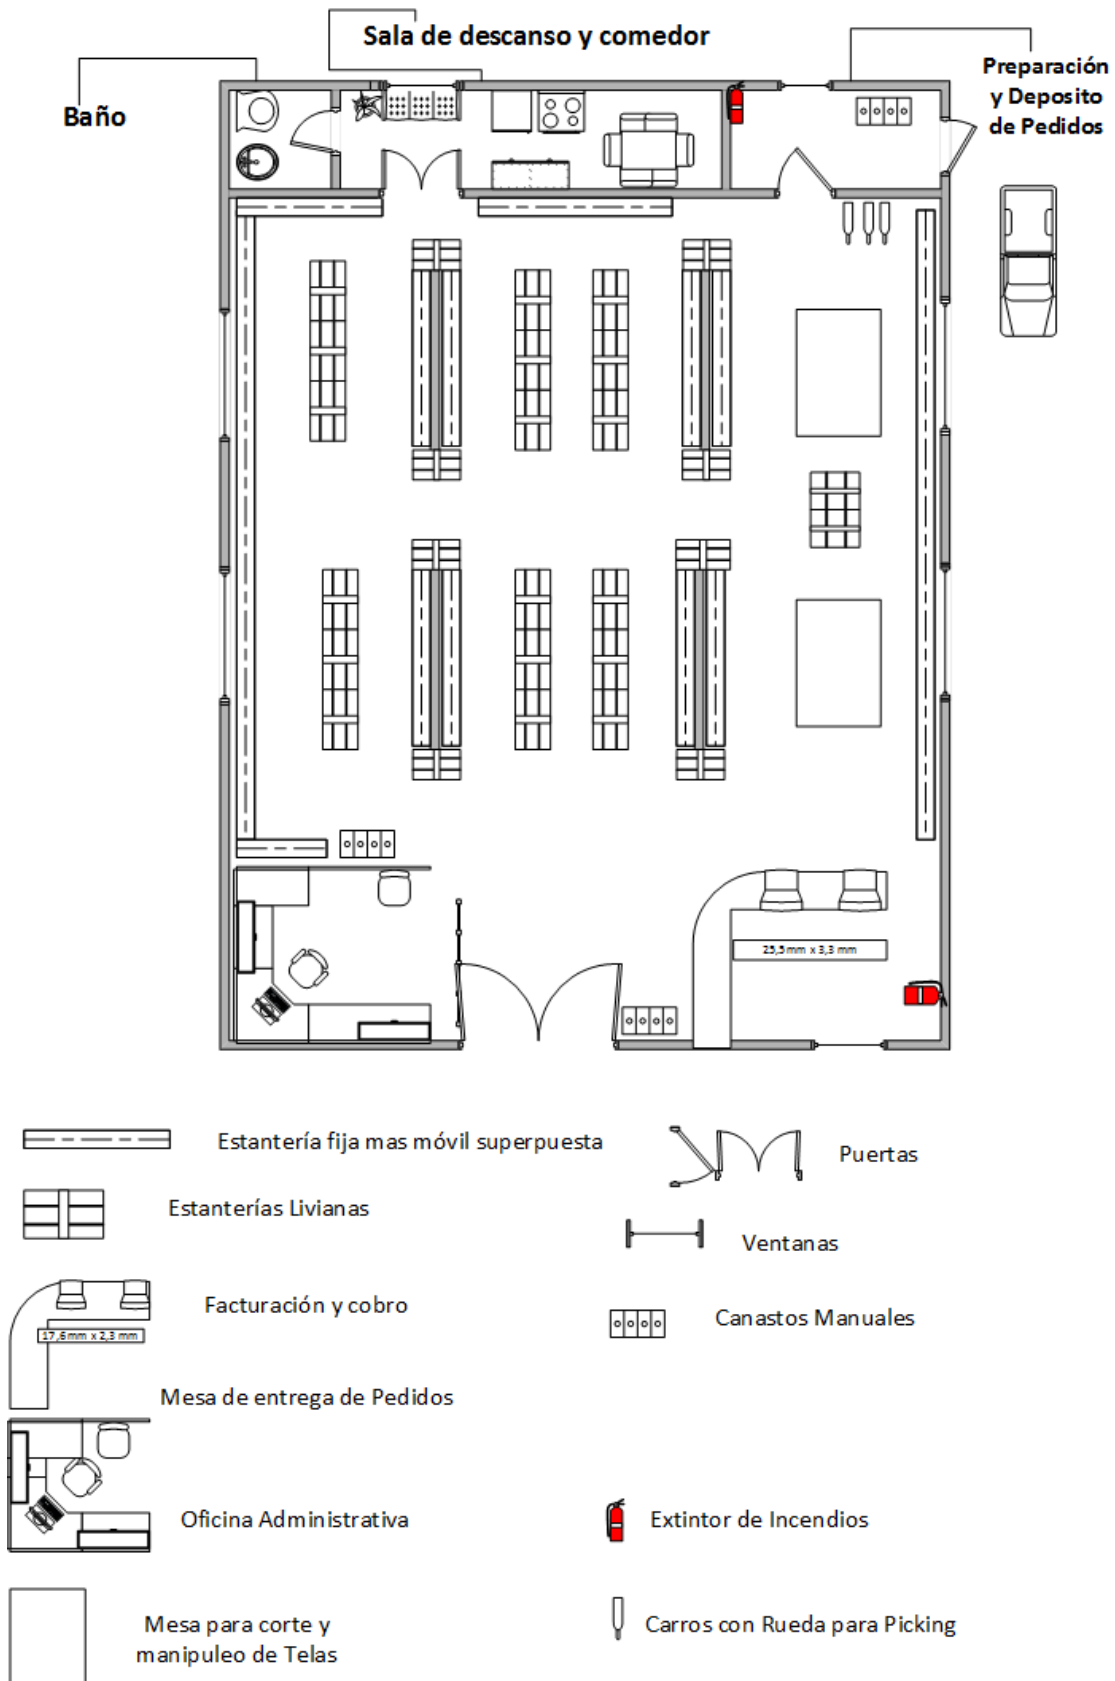 Sala de descanso y comedor
Preparación
y Deposito
de Pedidos
Baño
25,5mm x 3,3 mm
Estantería fija mas móvil superpuesta
Puertas
Estanterías Livianas
Ventanas
Facturación y cobro
Canastos Manuales
17,6mm x 2,3 mm
Mesa de entrega de Pedidos
Oficina Administrativa
Extintor de Incendios
Mesa para corte y
manipuleo de Telas
Carros con Rueda para Picking